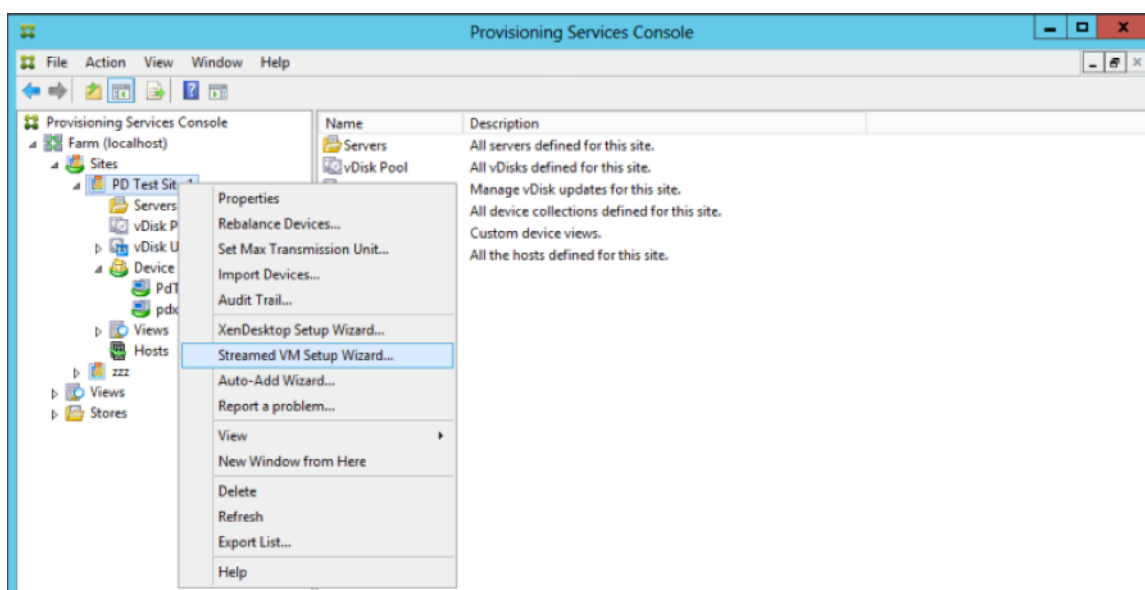 Provisioning Services Console
File Action View Window Help
Provisioning Services Console
Farm (localhost)
Sites
PD Test
Servers
vDisk
vDisk
Device
Views
Hosts
zzz
Views
Stores
Name Description
Servers All servers defined for this site.
vDisk Pool All vDisks defined for this site.
Manage vDisk updates for this site.
All device collections defined for this site.
Custom device views.
All the hosts defined for this site.
Properties
Rebalance Devices...
Set Max Transmission Unit...
Import Devices...
Audit Trail...
XenDesktop Setup Wizard...
Streamed VM Setup Wizard...
Auto-Add Wizard...
Report a problem...
View
New Window from Here
Delete
Refresh
Export List...
Help